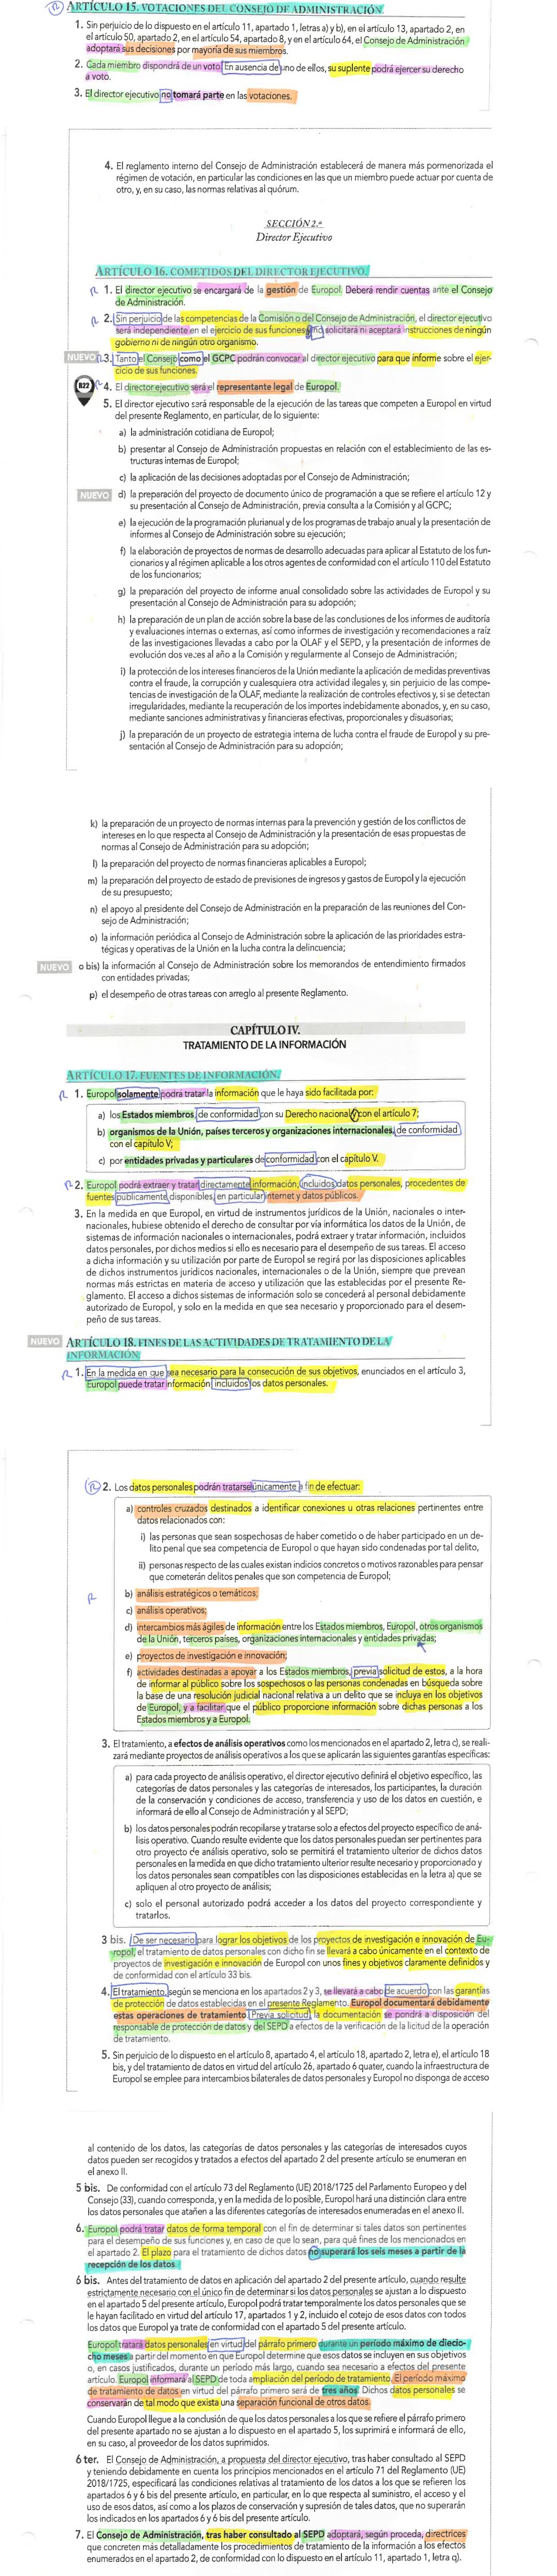 R
ARTÍCULO 15. VOTACIONES DEL CONSEJO DE ADMINISTRACIÓN.
1. Sin perjuicio de lo dispuesto en el artículo 11, apartado 1, letras a) y b), en el artículo 13, apartado 2, en
el artículo 50, apartado 2, en el artículo 54, apartado 8, y en el artículo 64, el Consejo de Administración
adoptara sus decisiones por mayoría de sus miembros.
2. Cada miembro dispondrá de un voto. En ausencia de uno de ellos, su suplente podrá ejercer su derecho
a voto.
3. El director ejecutivo no tomará parte en las votaciones.
4. El reglamento interno del Consejo de Administración establecerá de manera más pormenorizada el
régimen de votación, en particular las condiciones en las que un miembro puede actuar por cuenta de
otro, y, en su caso, las normas relativas al quórum.
SECCIÓN 2.ª
Director Ejecutivo
ARTÍCULO 16. COMETIDOS DEL DIRECTOR EJECUTIVO.
R 1. El director ejecutivo se encargará de la gestión de Europol. Deberá rendir cuentas ante el Consejo
de Administración.
R 2. Sin perjuicio de las competencias de la Comisión o del Consejo de Administración, el director ejecutivo
será independiente en el ejercicio de sus funciones y no solicitará ni aceptará instrucciones de ningún
gobierno ni de ningún otro organismo.
NUEVO 3. Tanto el Consejo como el GCPC podrán convocar al director ejecutivo para que informe sobre el ejer-
cicio de sus funciones.
B22 R 4. El director ejecutivo será el representante legal de Europol.
5. El director ejecutivo será responsable de la ejecución de las tareas que competen a Europol en virtud
del presente Reglamento, en particular, de lo siguiente:
a) la administración cotidiana de Europol;
b) presentar al Consejo de Administración propuestas en relación con el establecimiento de las es-
tructuras internas de Europol;
c) la aplicación de las decisiones adoptadas por el Consejo de Administración;
NUEVO d) la preparación del proyecto de documento único de programación a que se refiere el artículo 12 y
su presentación al Consejo de Administración, previa consulta a la Comisión y al GCPC;
e) la ejecución de la programación plurianual y de los programas de trabajo anual y la presentación de
informes al Consejo de Administración sobre su ejecución;
f) la elaboración de proyectos de normas de desarrollo adecuadas para aplicar al Estatuto de los fun-
cionarios y al régimen aplicable a los otros agentes de conformidad con el artículo 110 del Estatuto
de los funcionarios;
g) la preparación del proyecto de informe anual consolidado sobre las actividades de Europol y su
presentación al Consejo de Administración para su adopción;
h) la preparación de un plan de acción sobre la base de las conclusiones de los informes de auditoría
y evaluaciones internas o externas, así como informes de investigación y recomendaciones a raíz
de las investigaciones llevadas a cabo por la OLAF y el SEPD, y la presentación de informes de
evolución dos veces al año a la Comisión y regularmente al Consejo de Administración;
i) la protección de los intereses financieros de la Unión mediante la aplicación de medidas preventivas
contra el fraude, la corrupción y cualesquiera otra actividad ilegales y, sin perjuicio de las compe-
tencias de investigación de la OLAF, mediante la realización de controles efectivos y, si se detectan
irregularidades, mediante la recuperación de los importes indebidamente abonados, y, en su caso,
mediante sanciones administrativas y financieras efectivas, proporcionales y disuasorias;
j) la preparación de un proyecto de estrategia interna de lucha contra el fraude de Europol y su pre-
sentación al Consejo de Administración para su adopción;
k) la preparación de un proyecto de normas internas para la prevención y gestión de los conflictos de
intereses en lo que respecta al Consejo de Administración y la presentación de esas propuestas de
normas al Consejo de Administración para su adopción;
l) la preparación del proyecto de normas financieras aplicables a Europol;
m) la preparación del proyecto de estado de previsiones de ingresos y gastos de Europol y la ejecución
de su presupuesto;
n) el apoyo al presidente del Consejo de Administración en la preparación de las reuniones del Con-
sejo de Administración;
o) la información periódica al Consejo de Administración sobre la aplicación de las prioridades estra-
tégicas y operativas de la Unión en la lucha contra la delincuencia;
NUEVO o bis) la información al Consejo de Administración sobre los memorandos de entendimiento firmados
con entidades privadas;
p) el desempeño de otras tareas con arreglo al presente Reglamento.
CAPÍTULO IV.
TRATAMIENTO DE LA INFORMACIÓN
ARTÍCULO 17. FUENTES DE INFORMACIÓN.
R 1. Europol solamente podra tratar la información que le haya sido facilitada por:
a) los Estados miembros, de conformidad con su Derecho nacional y con el artículo 7;
b) organismos de la Unión, países terceros y organizaciones internacionales, de conformidad
con el capítulo V;
c) por entidades privadas y particulares de conformidad con el capítulo V.
R 2. Europol podrá extraer y tratar directamente información, incluidos datos personales, procedentes de
fuentes públicamente disponibles, en particular internet y datos públicos.
3. En la medida en que Europol, en virtud de instrumentos jurídicos de la Unión, nacionales o inter-
nacionales, hubiese obtenido el derecho de consultar por vía informática los datos de la Unión, de
sistemas de información nacionales o internacionales, podrá extraer y tratar información, incluidos
datos personales, por dichos medios si ello es necesario para el desempeño de sus tareas. El acceso
a dicha información y su utilización por parte de Europol se regirá por las disposiciones aplicables
de dichos instrumentos jurídicos nacionales, internacionales o de la Unión, siempre que prevean
normas más estrictas en materia de acceso y utilización que las establecidas por el presente Re-
glamento. El acceso a dichos sistemas de información solo se concederá al personal debidamente
autorizado de Europol, y solo en la medida en que sea necesario y proporcionado para el desem-
peño de sus tareas.
NUEVO ARTÍCULO 18. FINES DE LAS ACTIVIDADES DE TRATAMIENTO DE LA
INFORMACIÓN.
R 1. En la medida en que sea necesario para la consecución de sus objetivos, enunciados en el artículo 3,
Europol puede tratar información incluidos los datos personales.
R 2. Los datos personales podrán tratarse únicamente a fin de efectuar:
a) controles cruzados destinados a identificar conexiones u otras relaciones pertinentes entre
datos relacionados con:
i) las personas que sean sospechosas de haber cometido o de haber participado en un de-
lito penal que sea competencia de Europol o que hayan sido condenadas por tal delito,
ii) personas respecto de las cuales existan indicios concretos o motivos razonables para pensar
que cometerán delitos penales que son competencia de Europol;
R b) análisis estratégicos o temáticos;
c) análisis operativos;
d) intercambios más ágiles de información entre los Estados miembros, Europol, otros organismos
de la Unión, terceros países, organizaciones internacionales y entidades privadas;
e) proyectos de investigación e innovación;
f) actividades destinadas a apoyar a los Estados miembros, previa solicitud de estos, a la hora
de informar al público sobre los sospechosos o las personas condenadas en búsqueda sobre
la base de una resolución judicial nacional relativa a un delito que se incluya en los objetivos
de Europol, y a facilitar que el público proporcione información sobre dichas personas a los
Estados miembros y a Europol.
3. El tratamiento, a efectos de análisis operativos como los mencionados en el apartado 2, letra c), se reali-
zará mediante proyectos de análisis operativos a los que se aplicarán las siguientes garantías específicas:
a) para cada proyecto de análisis operativo, el director ejecutivo definirá el objetivo específico, las
categorías de datos personales y las categorías de interesados, los participantes, la duración
de la conservación y condiciones de acceso, transferencia y uso de los datos en cuestión, e
informará de ello al Consejo de Administración y al SEPD;
b) los datos personales podrán recopilarse y tratarse solo a efectos del proyecto específico de aná-
lisis operativo. Cuando resulte evidente que los datos personales puedan ser pertinentes para
otro proyecto de análisis operativo, solo se permitirá el tratamiento ulterior de dichos datos
personales en la medida en que dicho tratamiento ulterior resulte necesario y proporcionado y
los datos personales sean compatibles con las disposiciones establecidas en la letra a) que se
apliquen al otro proyecto de análisis;
c) solo el personal autorizado podrá acceder a los datos del proyecto correspondiente y
tratarlos.
3 bis. De ser necesario para lograr los objetivos de los proyectos de investigación e innovación de Eu-
ropol, el tratamiento de datos personales con dicho fin se llevará a cabo únicamente en el contexto de
proyectos de investigación e innovación de Europol con unos fines y objetivos claramente definidos y
de conformidad con el artículo 33 bis.
4. El tratamiento, según se menciona en los apartados 2 y 3, se llevará a cabo de acuerdo con las garantías
de protección de datos establecidas en el presente Reglamento. Europol documentará debidamente
estas operaciones de tratamiento. Previa solicitud, la documentación se pondrá a disposición del
responsable de protección de datos y del SEPD a efectos de la verificación de la licitud de la operación
de tratamiento.
5. Sin perjuicio de lo dispuesto en el artículo 8, apartado 4, el artículo 18, apartado 2, letra e), el artículo 18
bis, y del tratamiento de datos en virtud del artículo 26, apartado 6 quater, cuando la infraestructura de
Europol se emplee para intercambios bilaterales de datos personales y Europol no disponga de acceso
al contenido de los datos, las categorías de datos personales y las categorías de interesados cuyos
datos pueden ser recogidos y tratados a efectos del apartado 2 del presente artículo se enumeran en
el anexo II.
5 bis. De conformidad con el artículo 73 del Reglamento (UE) 2018/1725 del Parlamento Europeo y del
Consejo (33), cuando corresponda, y en la medida de lo posible, Europol hará una distinción clara entre
los datos personales que atañen a las diferentes categorías de interesados enumeradas en el anexo II.
6. Europol podrá tratar datos de forma temporal con el fin de determinar si tales datos son pertinentes
para el desempeño de sus funciones y, en caso de que lo sean, para qué fines de los mencionados en
el apartado 2. El plazo para el tratamiento de dichos datos no superará los seis meses a partir de la
recepción de los datos.
6 bis. Antes del tratamiento de datos en aplicación del apartado 2 del presente artículo, cuando resulte
estrictamente necesario con el único fin de determinar si los datos personales se ajustan a lo dispuesto
en el apartado 5 del presente artículo, Europol podrá tratar temporalmente los datos personales que se
le hayan facilitado en virtud del artículo 17, apartados 1 y 2, incluido el cotejo de esos datos con todos
los datos que Europol ya trate de conformidad con el apartado 5 del presente artículo.
Europol tratará datos personales en virtud del párrafo primero durante un período máximo de diecio-
cho meses a partir del momento en que Europol determine que esos datos se incluyen en sus objetivos
o, en casos justificados, durante un período más largo, cuando sea necesario a efectos del presente
artículo. Europol informará al SEPD de toda ampliación del período de tratamiento. El período máximo
de tratamiento de datos en virtud del párrafo primero será de tres años. Dichos datos personales se
conservarán de tal modo que exista una separación funcional de otros datos.
Cuando Europol llegue a la conclusión de que los datos personales a los que se refiere el párrafo primero
del presente apartado no se ajustan a lo dispuesto en el apartado 5, los suprimirá e informará de ello,
en su caso, al proveedor de los datos suprimidos.
6 ter. El Consejo de Administración, a propuesta del director ejecutivo, tras haber consultado al SEPD
y teniendo debidamente en cuenta los principios mencionados en el artículo 71 del Reglamento (UE)
2018/1725, especificará las condiciones relativas al tratamiento de los datos a los que se refieren los
apartados 6 y 6 bis del presente artículo, en particular, en lo que respecta al suministro, el acceso y el
uso de esos datos, así como a los plazos de conservación y supresión de tales datos, que no superarán
los indicados en los apartados 6 y 6 bis del presente artículo.
7. El Consejo de Administración, tras haber consultado al SEPD adoptará, según proceda, directrices
que concreten más detalladamente los procedimientos de tratamiento de la información a los efectos
enumerados en el apartado 2, de conformidad con lo dispuesto en el artículo 11, apartado 1, letra q).